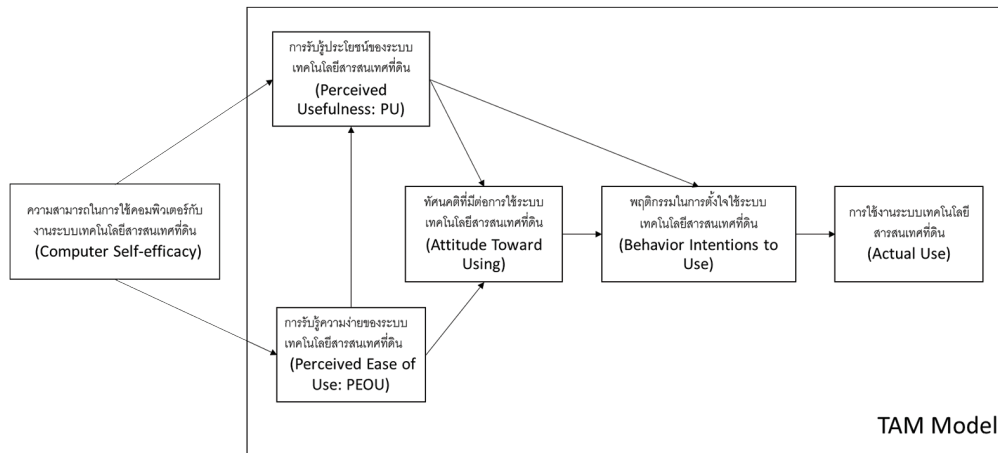 การรับรู้ประโยชน์ของระบบ
เทคโนโลยีสารสนเทศที่ดิน
(Perceived
Usefulness: PU)
ความสามารถในการใช้คอมพิวเตอร์กับ
งานระบบเทคโนโลยีสารสนเทศที่ดิน
(Computer Self-efficacy)
ทัศนคติที่มีต่อการใช้ระบบ
เทคโนโลยีสารสนเทศที่ดิน
(Attitude Toward
Using)
พฤติกรรมในการตั้งใจใช้ระบบ
เทคโนโลยีสารสนเทศที่ดิน
(Behavior Intentions to
Use)
การใช้งานระบบเทคโนโลยี
สารสนเทศที่ดิน
(Actual Use)
การรับรู้ความง่ายของระบบ
เทคโนโลยีสารสนเทศที่ดิน
(Perceived Ease of
Use: PEOU)
TAM Model